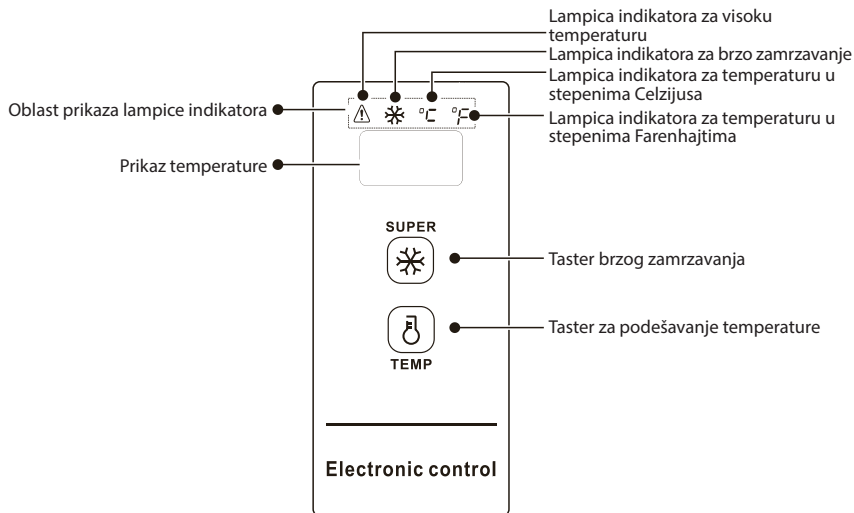 Lampica indikatora za visoku
temperaturu
Lampica indikatora za brzo zamrzavanje
Lampica indikatora za temperaturu u
stepenima Celzijusa
Lampica indikatora za temperaturu u
stepenima Farenhajtima
Oblast prikaza lampice indikatora
°C °F
Prikaz temperature
SUPER
Taster brzog zamrzavanja
Taster za podešavanje temperature
TEMP
Electronic control